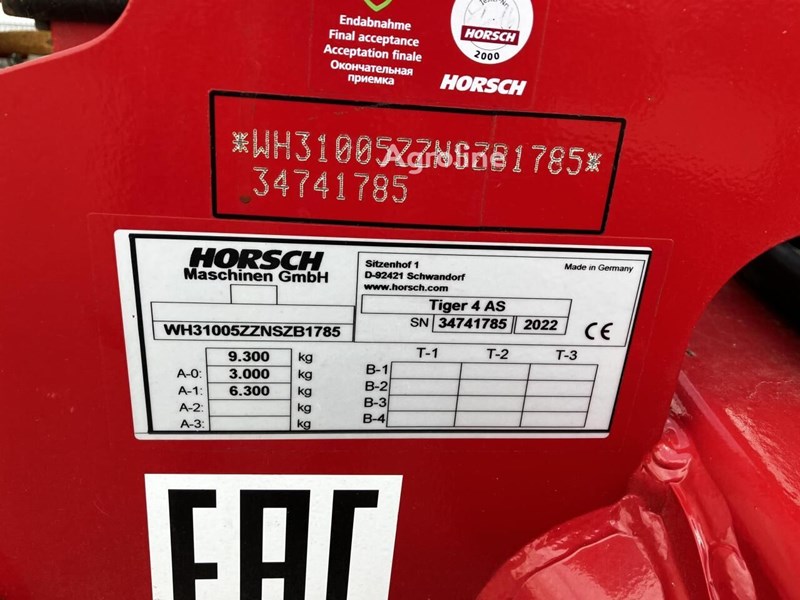 Endabnahme
Final acceptance
Acceptation finale
Окончательная
приемка
HORSCH
2000
HORSCH
*WH31005ZZNSZB1785*
34741785
Agroline
HORSCH
Maschinen GmbH
Sitzenhof 1
D-92421 Schwandorf
www.horsch.com
Made in Germany
WH31005ZZNSZB1785
Tiger 4 AS
SN 34741785 2022
CE
9.300 kg
A-0: 3.000 kg
A-1: 6.300 kg
A-2: kg
A-3: kg
T-1 T-2 T-3
B-1
B-2
B-3
B-4
EAC